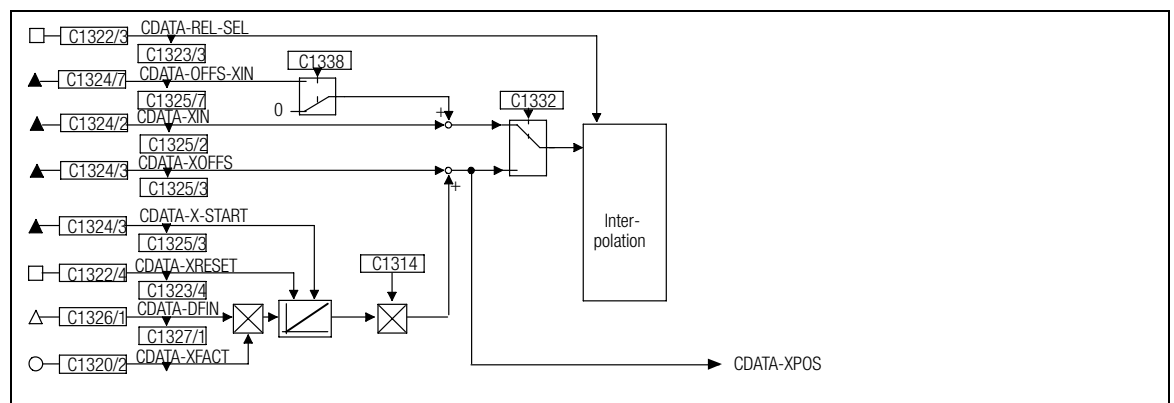 C1322/3 CDATA-REL-SEL
C1323/3
C1338
C1324/7 CDATA-OFFS-XIN
C1325/7
0
C1332
C1324/2 CDATA-XIN
+
C1325/2
C1324/3 CDATA-XOFFS
C1325/3
+
C1324/3 CDATA-X-START
C1325/3
Inter-
polation
C1322/4 CDATA-XRESET
C1314
C1323/4
C1326/1 CDATA-DFIN
C1327/1
C1320/2 CDATA-XFACT
CDATA-XPOS